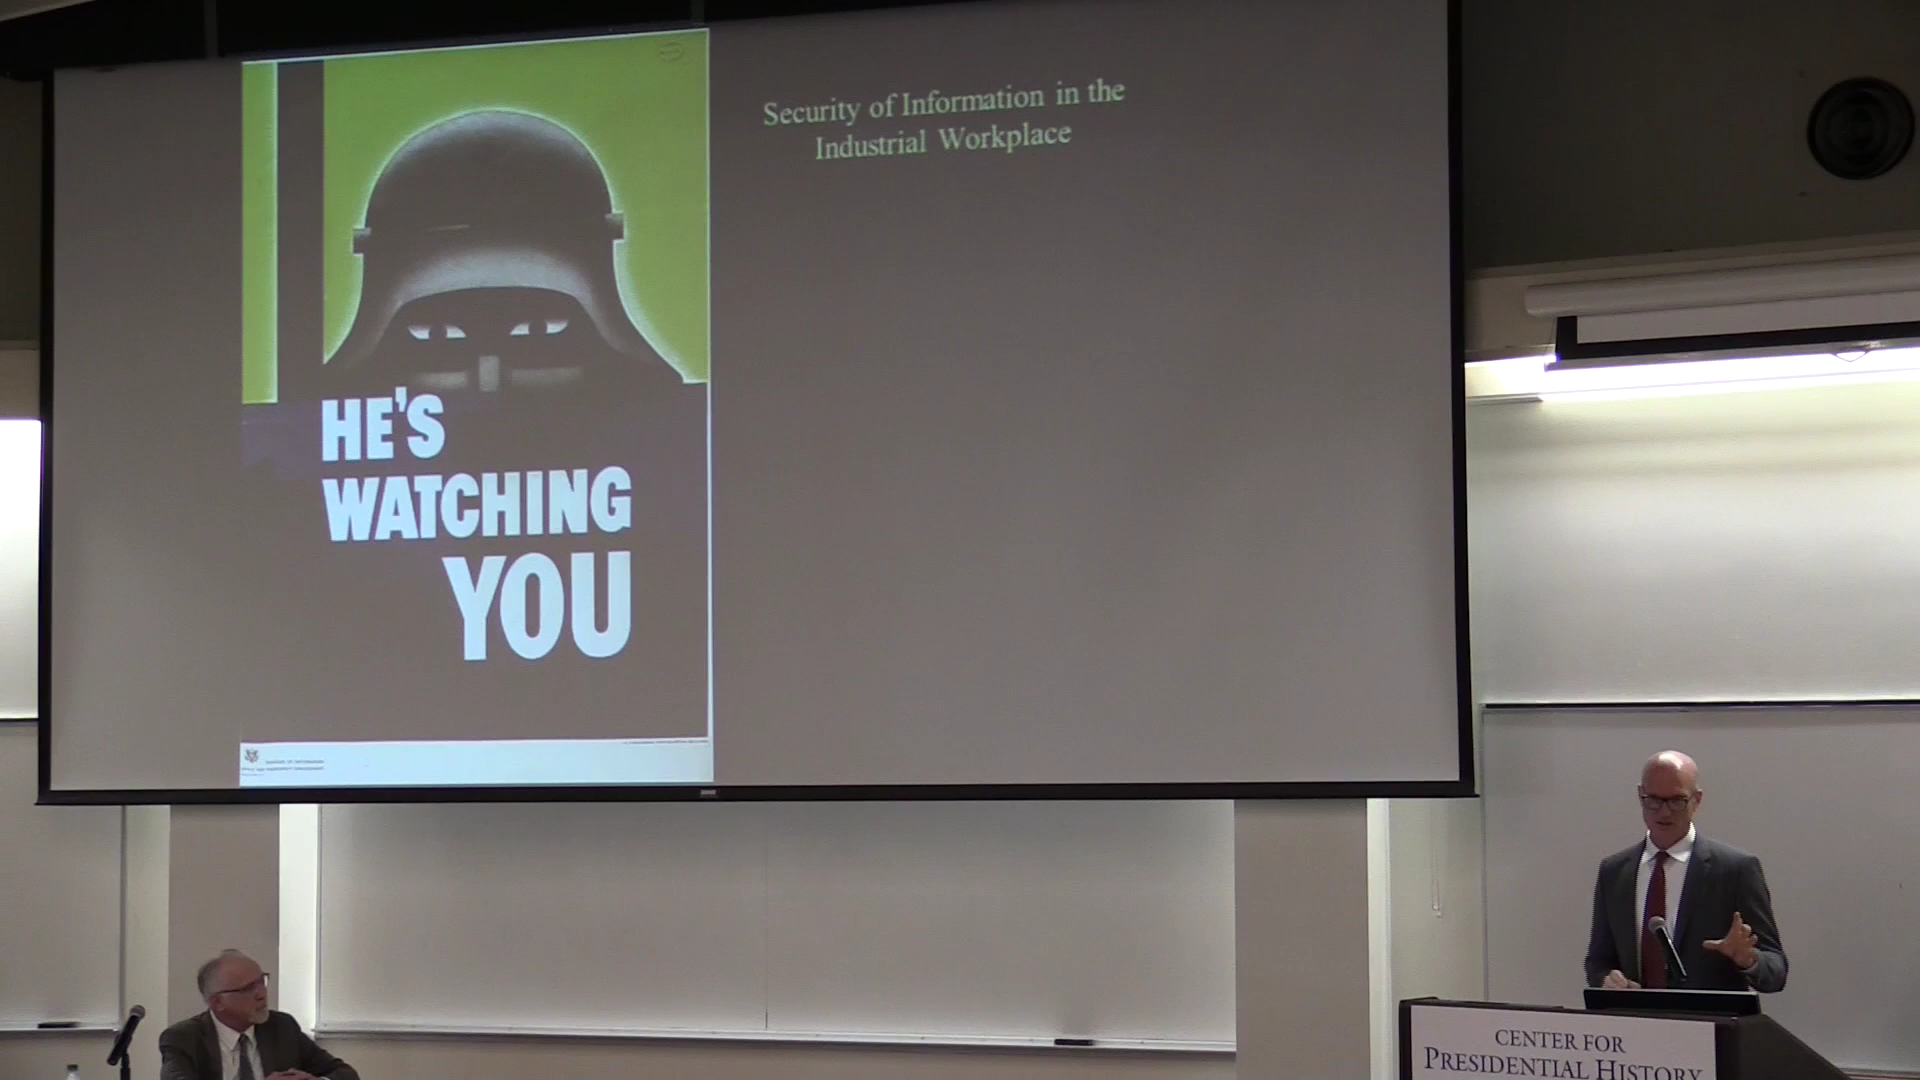 Security of Information in the
Industrial Workplace
HE'S
WATCHING
YOU
CENTER FOR
PRESIDENTIAL HISTORY